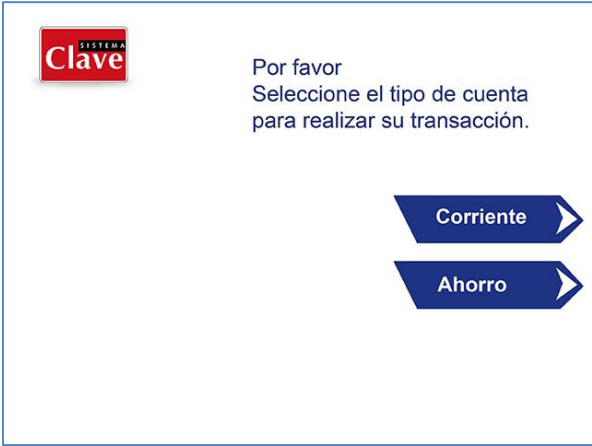 SISTEMA
Clave
Por favor
Seleccione el tipo de cuenta
para realizar su transacción.
Corriente
Ahorro